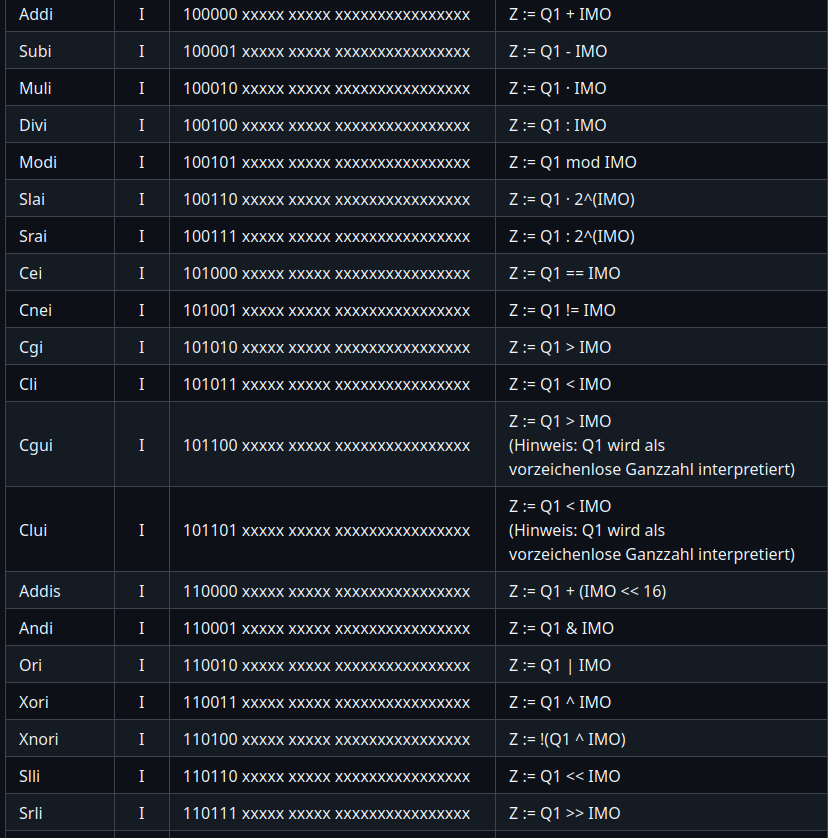 Addi I 100000 xxxxx xxxxx xxxxxxxxxxxxxxxx Z := Q1 + IMO
Subi I 100001 xxxxx xxxxx xxxxxxxxxxxxxxxx Z := Q1 - IMO
Muli I 100010 xxxxx xxxxx xxxxxxxxxxxxxxxx Z := Q1 · IMO
Divi I 100100 xxxxx xxxxx xxxxxxxxxxxxxxxx Z := Q1 : IMO
Modi I 100101 xxxxx xxxxx xxxxxxxxxxxxxxxx Z := Q1 mod IMO
Slai I 100110 xxxxx xxxxx xxxxxxxxxxxxxxxx Z := Q1 · 2^(IMO)
Srai I 100111 xxxxx xxxxx xxxxxxxxxxxxxxxx Z := Q1 : 2^(IMO)
Cei I 101000 xxxxx xxxxx xxxxxxxxxxxxxxxx Z := Q1 == IMO
Cnei I 101001 xxxxx xxxxx xxxxxxxxxxxxxxxx Z := Q1 != IMO
Cgi I 101010 xxxxx xxxxx xxxxxxxxxxxxxxxx Z := Q1 > IMO
Cli I 101011 xxxxx xxxxx xxxxxxxxxxxxxxxx Z := Q1 < IMO
Cgui I 101100 xxxxx xxxxx xxxxxxxxxxxxxxxx Z := Q1 > IMO
(Hinweis: Q1 wird als
vorzeichenlose Ganzzahl interpretiert)
Clui I 101101 xxxxx xxxxx xxxxxxxxxxxxxxxx Z := Q1 < IMO
(Hinweis: Q1 wird als
vorzeichenlose Ganzzahl interpretiert)
Addis I 110000 xxxxx xxxxx xxxxxxxxxxxxxxxx Z := Q1 + (IMO << 16)
Andi I 110001 xxxxx xxxxx xxxxxxxxxxxxxxxx Z := Q1 & IMO
Ori I 110010 xxxxx xxxxx xxxxxxxxxxxxxxxx Z := Q1 | IMO
Xori I 110011 xxxxx xxxxx xxxxxxxxxxxxxxxx Z := Q1 ^ IMO
Xnori I 110100 xxxxx xxxxx xxxxxxxxxxxxxxxx Z := !(Q1 ^ IMO)
Slli I 110110 xxxxx xxxxx xxxxxxxxxxxxxxxx Z := Q1 << IMO
Srli I 110111 xxxxx xxxxx xxxxxxxxxxxxxxxx Z := Q1 >> IMO